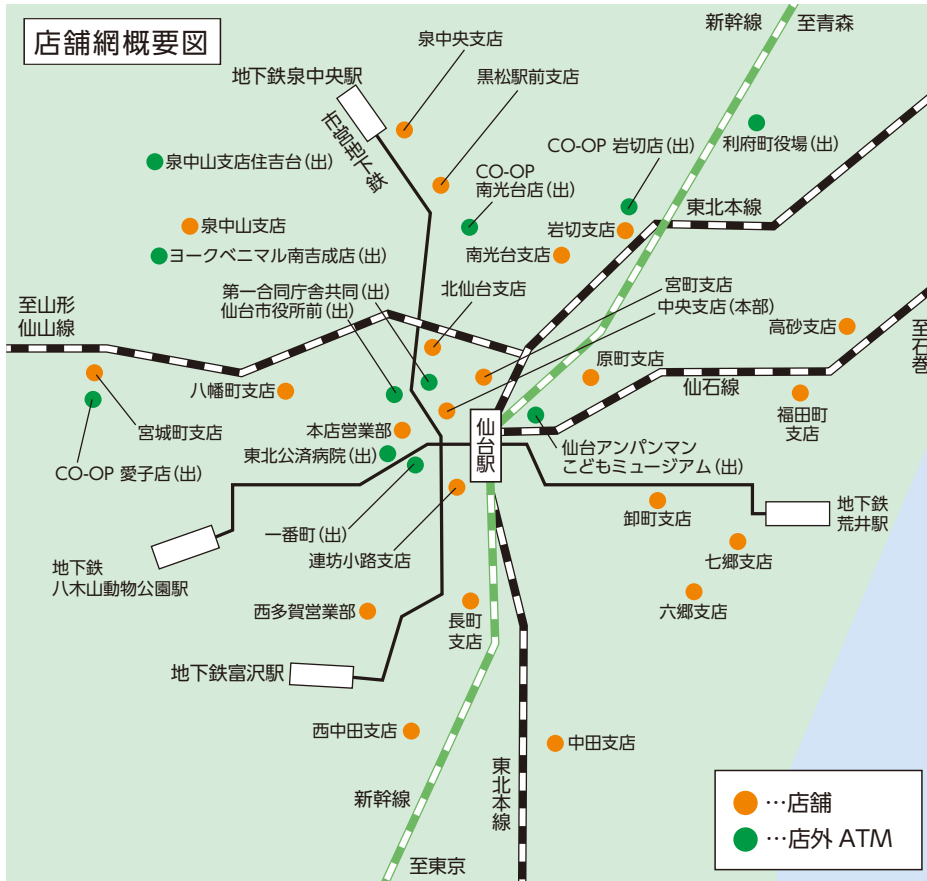 店舗網概要図
新幹線
至青森
泉中央支店
地下鉄泉中央駅
黒松駅前支店
市営地下鉄
CO-OP 岩切店(出)
利府町役場(出)
泉中山支店住吉台(出)
CO-OP
南光台店(出)
東北本線
泉中山支店
岩切支店
ヨークベニマル南吉成店(出)
南光台支店
第一合同庁舎共同(出)
仙台市役所前(出)
北仙台支店
宮町支店
中央支店(本部)
至山形
仙山線
高砂支店
至石巻
原町支店
仙石線
八幡町支店
福田町
支店
宮城町支店
本店営業部
仙台駅
仙台アンパンマン
こどもミュージアム(出)
東北公済病院(出)
CO-OP 愛子店(出)
一番町(出)
連坊小路支店
卸町支店
地下鉄
荒井駅
七郷支店
地下鉄
八木山動物公園駅
六郷支店
西多賀営業部
長町
支店
地下鉄富沢駅
西中田支店
中田支店
東北本線
新幹線
至東京
…店舗
…店外 ATM